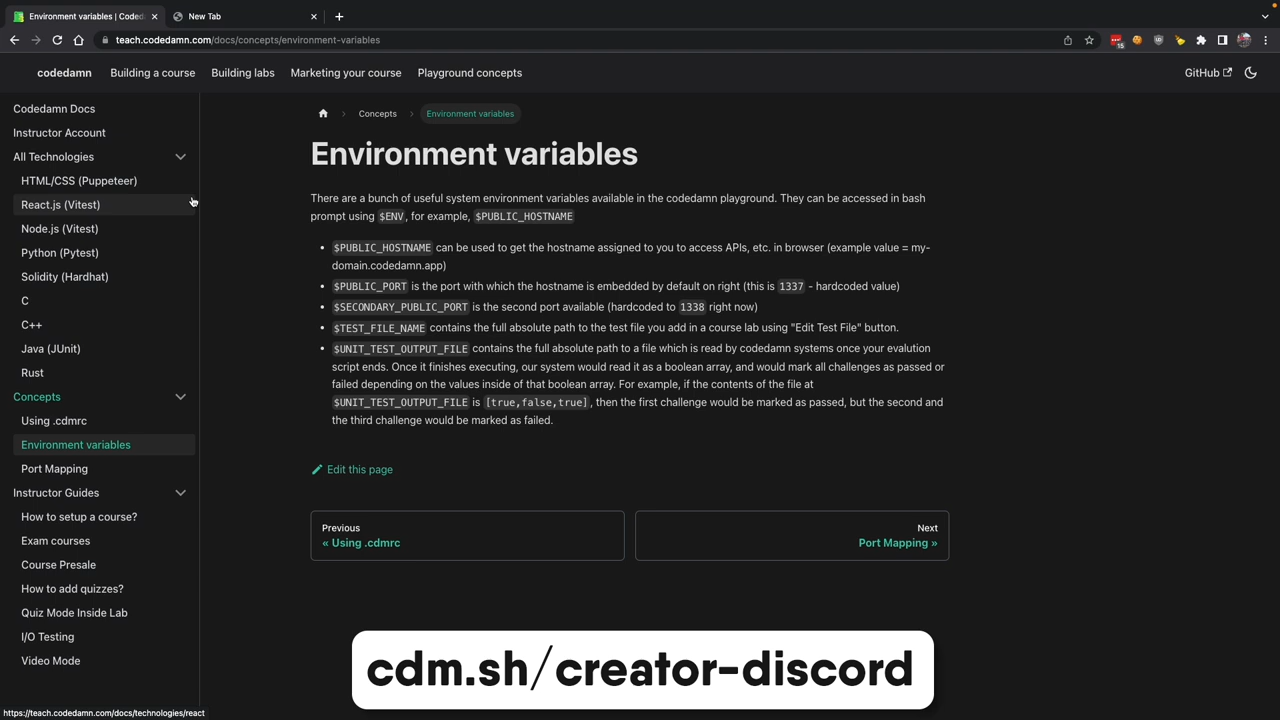 Environment variables | Coded
New Tab
teach.codedamn.com/docs/concepts/environment-variables
15
codedamn
Building a course
Building labs
Marketing your course
Playground concepts
GitHub
Codedamn Docs
Instructor Account
All Technologies
HTML/CSS (Puppeteer)
React.js (Vitest)
Node.js (Vitest)
Python (Pytest)
Solidity (Hardhat)
C
C++
Java (JUnit)
Rust
Concepts
Using .cdmrc
Environment variables
Port Mapping
Instructor Guides
How to setup a course?
Exam courses
Course Presale
How to add quizzes?
Quiz Mode Inside Lab
I/O Testing
Video Mode
Concepts
Environment variables
Environment variables
There are a bunch of useful system environment variables available in the codedamn playground. They can be accessed in bash
prompt using $ENV, for example, $PUBLIC_HOSTNAME
• $PUBLIC_HOSTNAME can be used to get the hostname assigned to you to access APIs, etc. in browser (example value = my-
domain.codedamn.app)
• $PUBLIC_PORT is the port with which the hostname is embedded by default on right (this is 1337 - hardcoded value)
• $SECONDARY_PUBLIC_PORT is the second port available (hardcoded to 1338 right now)
• $TEST_FILE_NAME contains the full absolute path to the test file you add in a course lab using "Edit Test File" button.
• $UNIT_TEST_OUTPUT_FILE contains the full absolute path to a file which is read by codedamn systems once your evalution
script ends. Once it finishes executing, our system would read it as a boolean array, and would mark all challenges as passed or
failed depending on the values inside of that boolean array. For example, if the contents of the file at
$UNIT_TEST_OUTPUT_FILE is [true,false,true], then the first challenge would be marked as passed, but the second and
the third challenge would be marked as failed.
Edit this page
Previous
« Using .cdmrc
Next
Port Mapping »
cdm.sh/creator-discord
https://teach.codedamn.com/docs/technologies/react